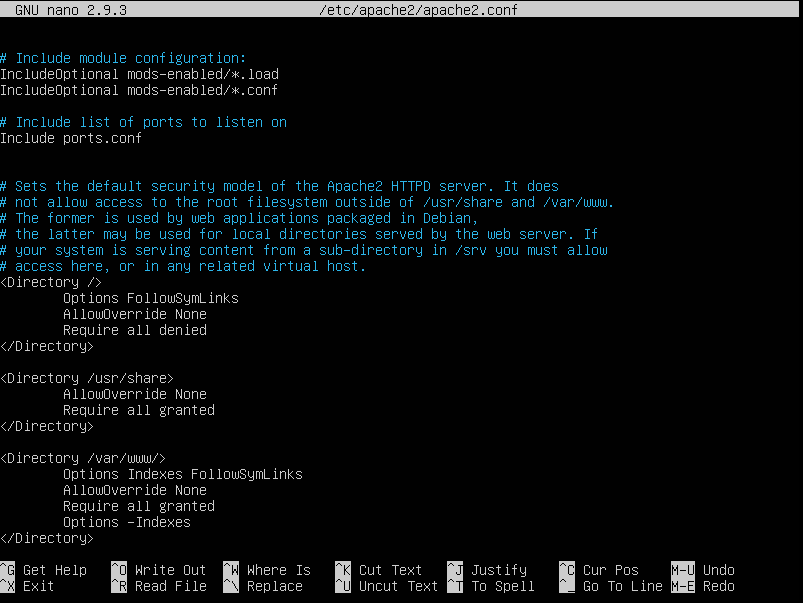 GNU nano 2.9.3 /etc/apache2/apache2.conf
# Include module configuration:
IncludeOptional mods-enabled/*.load
IncludeOptional mods-enabled/*.conf
# Include list of ports to listen on
Include ports.conf
# Sets the default security model of the Apache2 HTTPD server. It does
# not allow access to the root filesystem outside of /usr/share and /var/www.
# The former is used by web applications packaged in Debian,
# the latter may be used for local directories served by the web server. If
# your system is serving content from a sub-directory in /srv you must allow
# access here, or in any related virtual host.
<Directory />
Options FollowSymLinks
AllowOverride None
Require all denied
</Directory>
<Directory /usr/share>
AllowOverride None
Require all granted
</Directory>
<Directory /var/www/>
Options Indexes FollowSymLinks
AllowOverride None
Require all granted
Options -Indexes
</Directory>
^G Get Help ^O Write Out ^W Where Is ^K Cut Text ^J Justify ^C Cur Pos M-U Undo
^X Exit ^R Read File ^\ Replace ^U Uncut Text ^T To Spell ^_ Go To Line M-E Redo